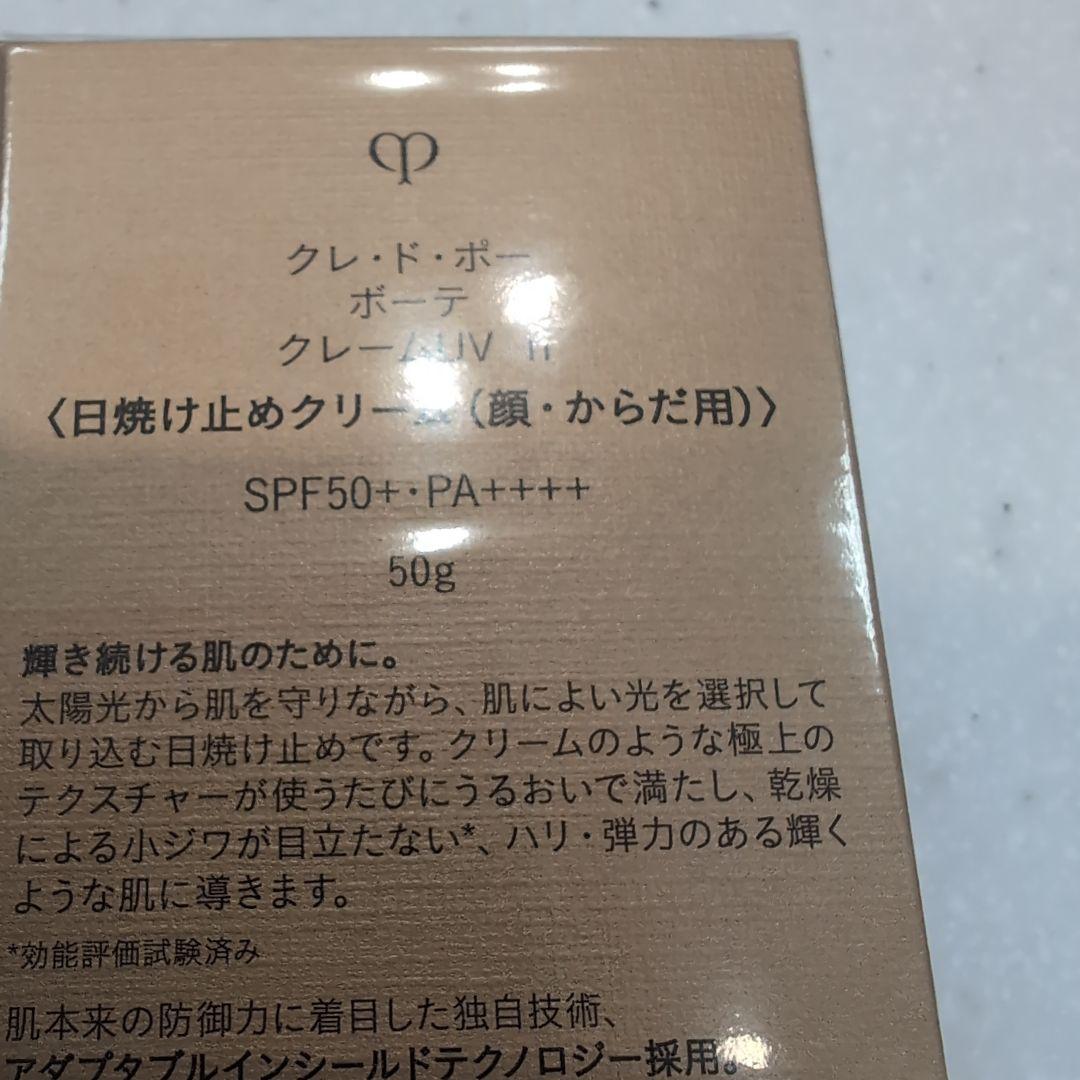 クレ・ド・ポー
ボーテ
クレームUV n
〈日焼け止めクリーム（顔・からだ用）〉
SPF50+・PA++++
50g
輝き続ける肌のために。
太陽光から肌を守りながら、肌によい光を選択して
取り込む日焼け止めです。クリームのような極上の
テクスチャーが使うたびにうるおいで満たし、乾燥
による小ジワが目立たない*、ハリ・弾力のある輝く
ような肌に導きます。
*効能評価試験済み
肌本来の防御力に着目した独自技術、
アダプタブルインシールドテクノロジー採用。